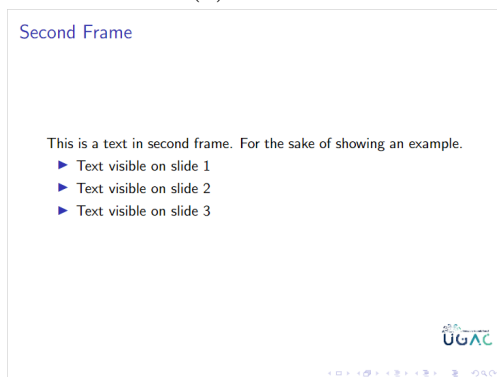 Second Frame
This is a text in second frame. For the sake of showing an example.
Text visible on slide 1
Text visible on slide 2
Text visible on slide 3
UGAC